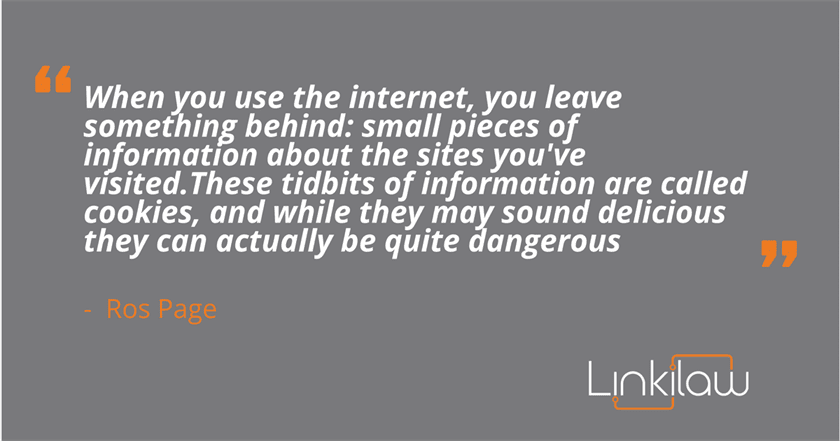 “
When you use the internet, you leave
something behind: small pieces of
information about the sites you've
visited.These tidbits of information are called
cookies, and while they may sound delicious
they can actually be quite dangerous
”
- Ros Page
Linkilaw